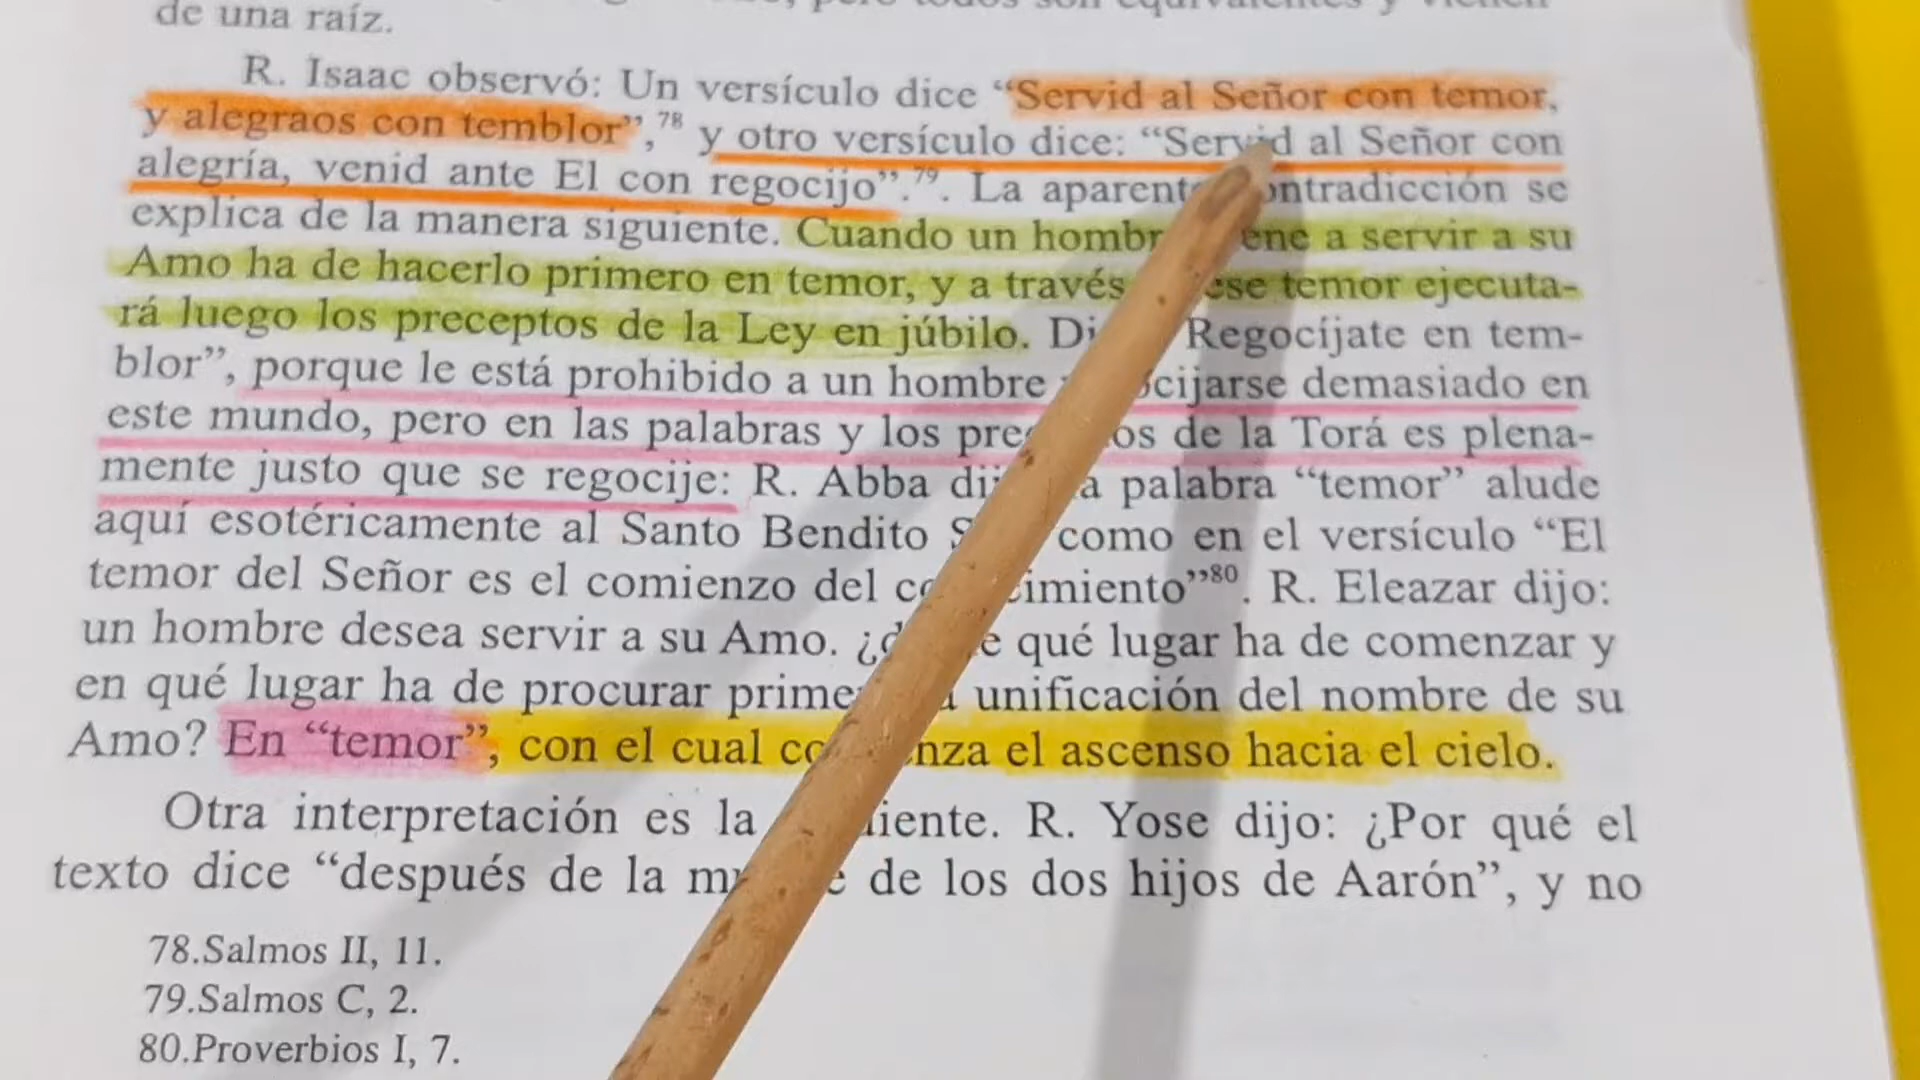 de una raíz.
R. Isaac observó: Un versículo dice “Servid al Señor con temor,
y alegraos con temblor”,78 y otro versículo dice: “Servid al Señor con
alegría, venid ante El con regocijo”.79. La aparente contradicción se
explica de la manera siguiente. Cuando un hombre ene a servir a su
Amo ha de hacerlo primero en temor, y a través ese temor ejecuta-
rá luego los preceptos de la Ley en júbilo. Di Regocíjate en tem-
blor”, porque le está prohibido a un hombre cijarse demasiado en
este mundo, pero en las palabras y los pre os de la Torá es plena-
mente justo que se regocije: R. Abba dij a palabra “temor” alude
aquí esotéricamente al Santo Bendito S como en el versículo “El
temor del Señor es el comienzo del co imiento”80. R. Eleazar dijo:
un hombre desea servir a su Amo. ¿d e qué lugar ha de comenzar y
en qué lugar ha de procurar prime unificación del nombre de su
Amo? En “temor”, con el cual co nza el ascenso hacia el cielo.
Otra interpretación es la iente. R. Yose dijo: ¿Por qué el
texto dice “después de la m e de los dos hijos de Aarón”, y no
78.Salmos II, 11.
79.Salmos C, 2.
80.Proverbios I, 7.